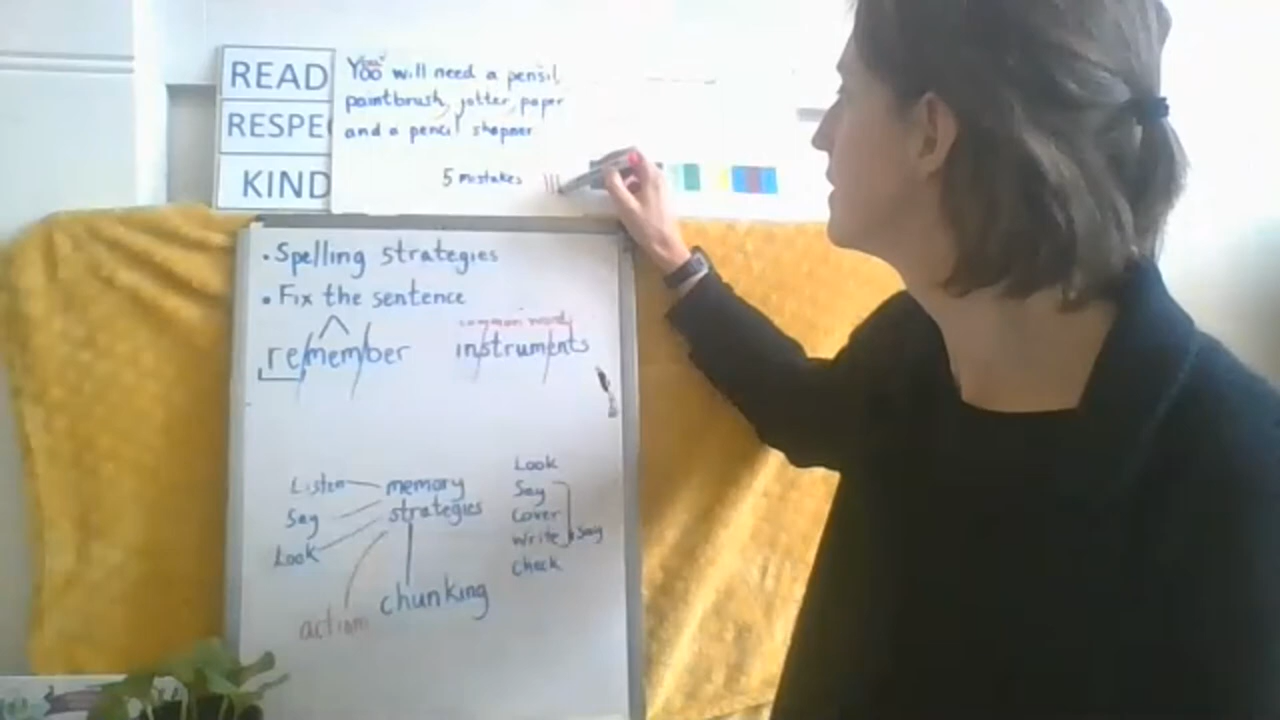 READ
RESPE
KIND
Yoo will need a pensil
paintbrush, jotter, paper
and a pencil shapner
5 mistakes
• Spelling strategies
• Fix the sentence
common word
remember instruments
Listen memory
Say strategies
Look
chunking
action
Look
Say
Cover
Write Say
Check